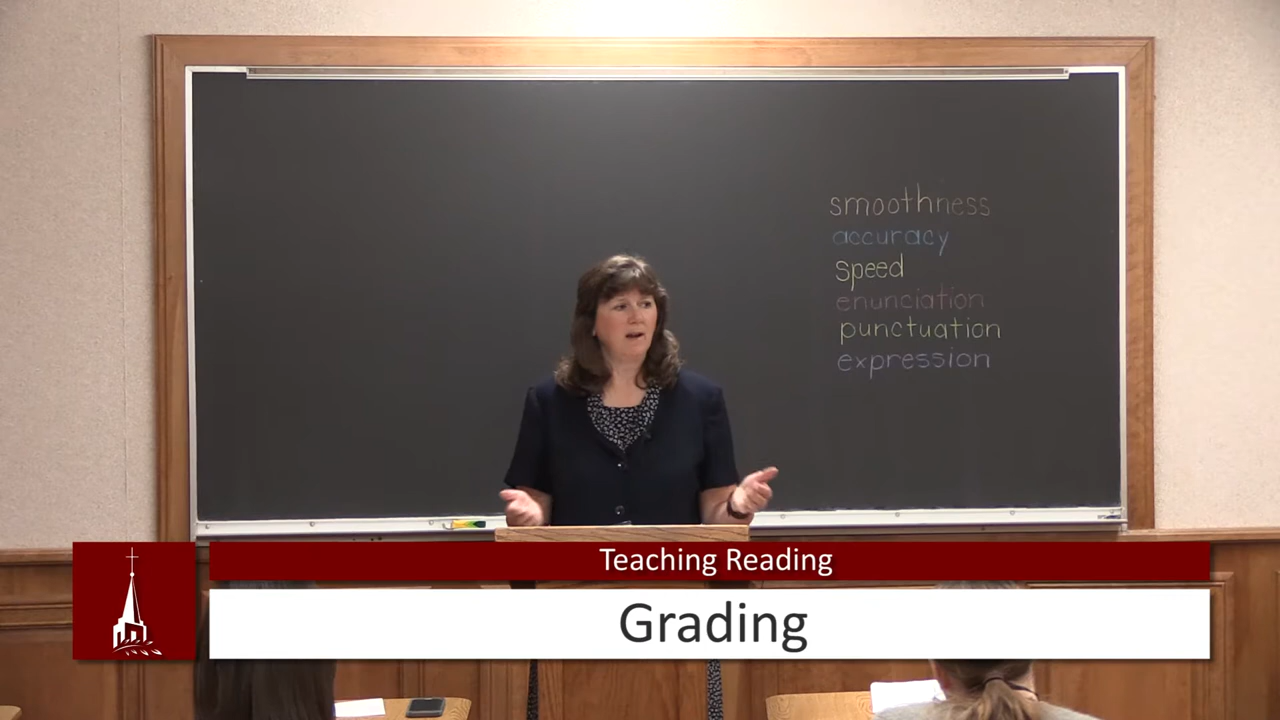 smoothness
accuracy
speed
enunciation
punctuation
expression
Teaching Reading
Grading